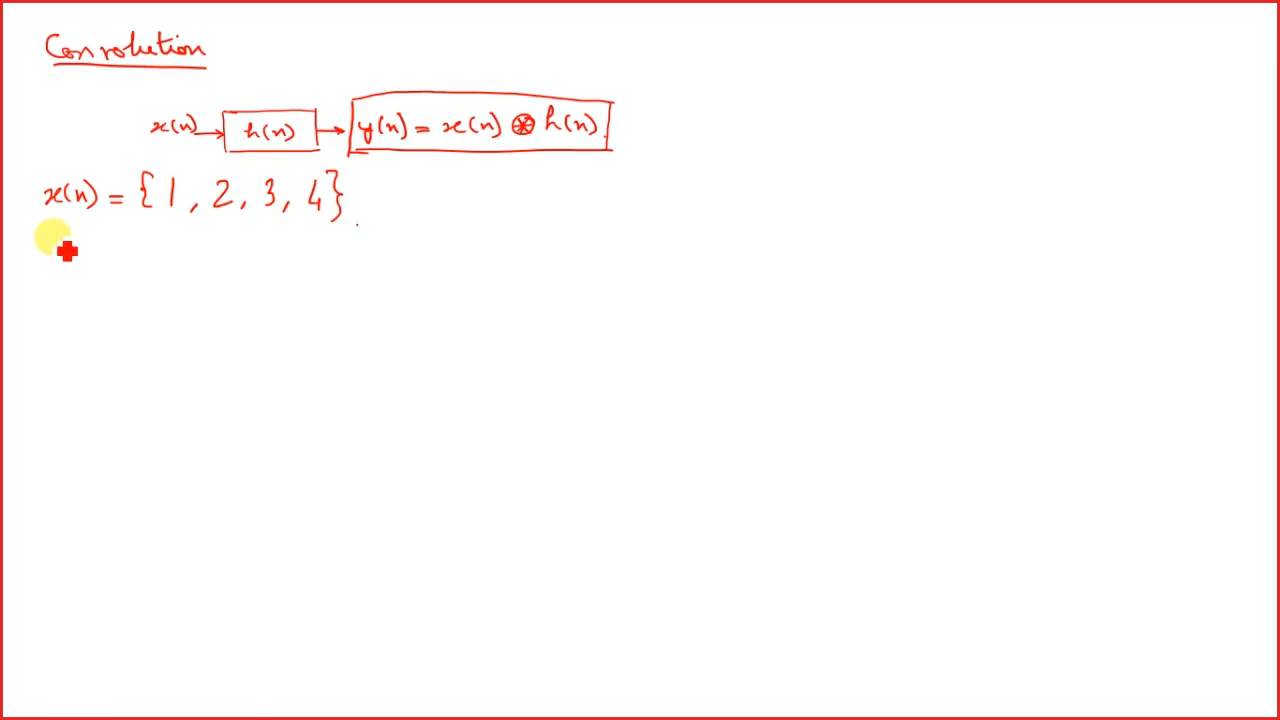 Convolution
x(n) → h(n) → y(n) = x(n) ⊛ h(n).
x(n) = {1, 2, 3, 4}.